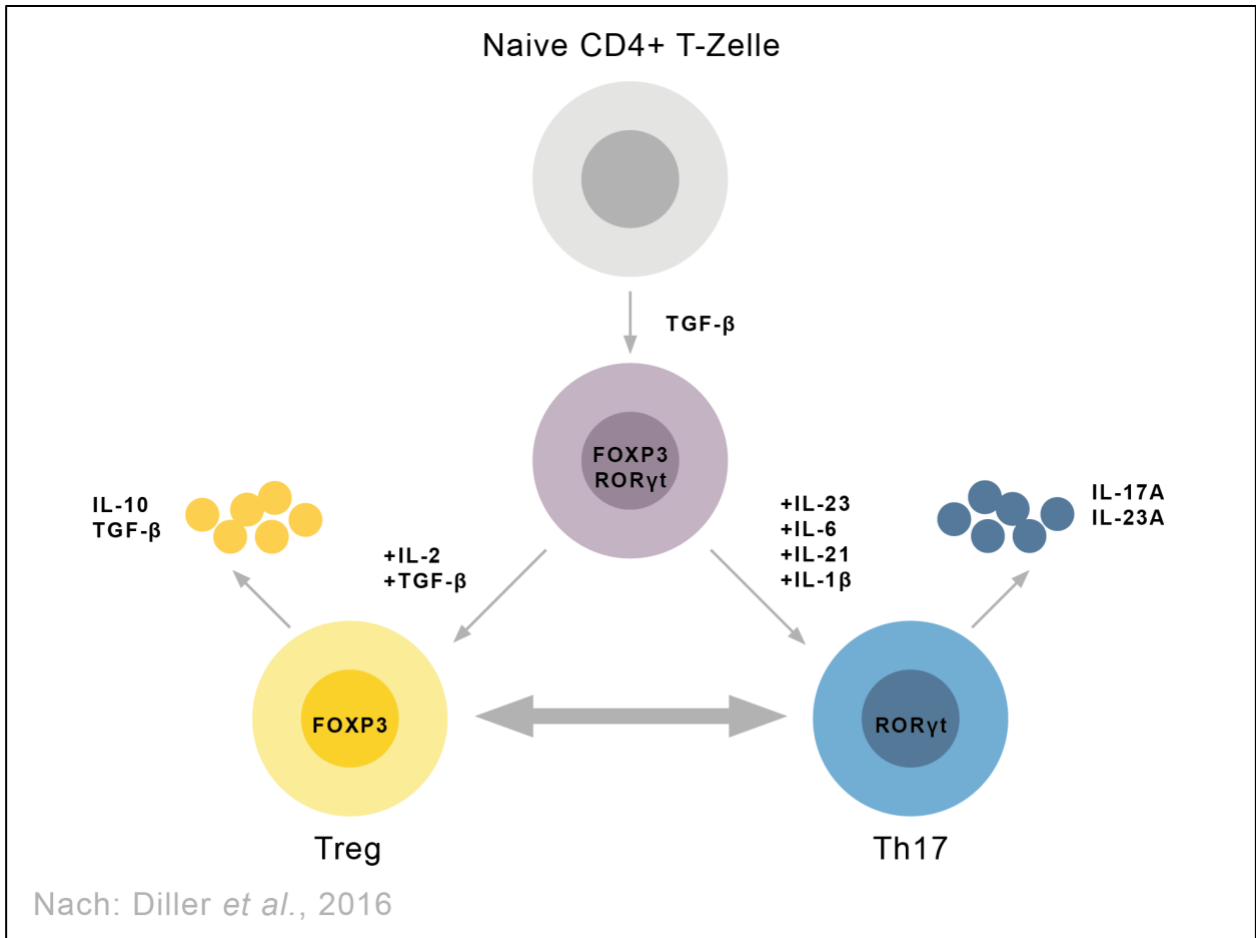 Naive CD4+ T-Zelle
TGF-β
FOXP3
RORγt
IL-10
TGF-β
+IL-2
+TGF-β
+IL-23
+IL-6
+IL-21
+IL-1β
IL-17A
IL-23A
FOXP3
RORγt
Treg
Th17
Nach: Diller et al., 2016